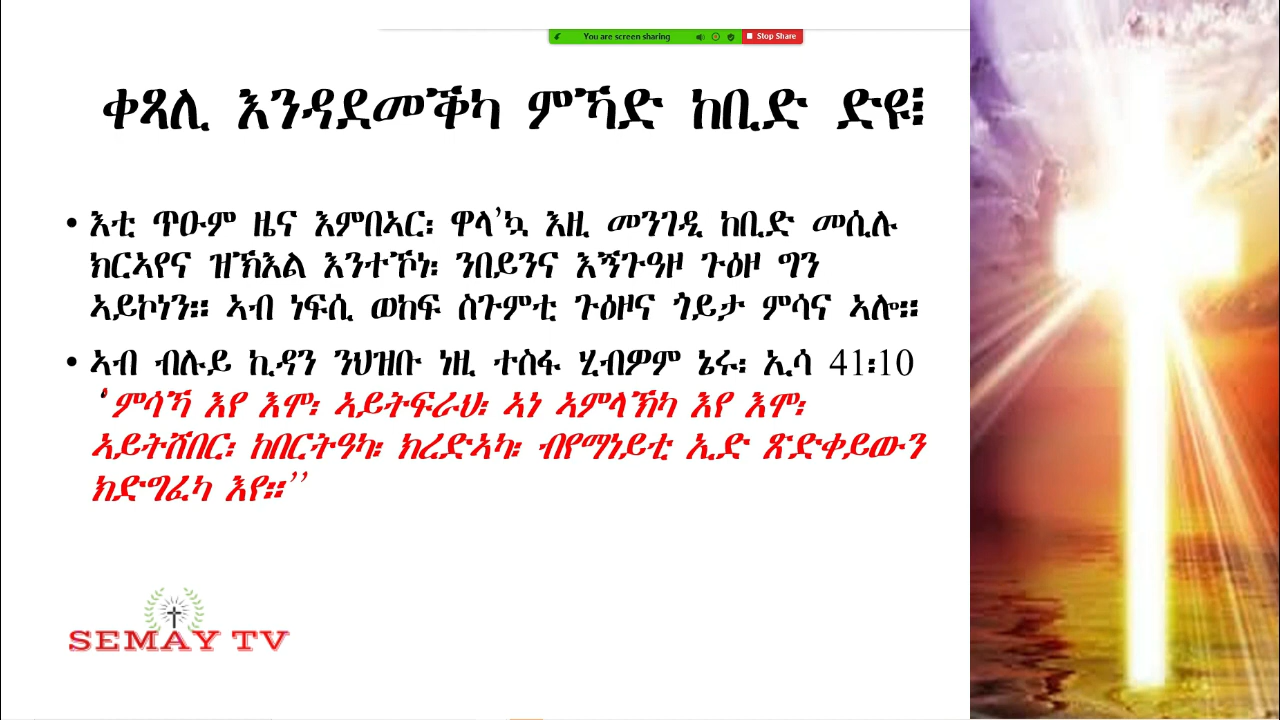 You are screen sharing Stop Share
ቀጻሊ እንዳደመቕካ ምኻድ ከቢድ ድዩ፧
• እቲ ጥዑም ዜና እምበኣር፡ ዋላ’ኳ እዚ መንገዲ ከቢድ መሲሉ
ክርኣየና ዝኽእል እንተኾነ፡ ንበይንና እኝጉዓዞ ጉዕዞ ግን
ኣይኮነን። ኣብ ነፍሲ ወከፍ ስጉምቲ ጉዕዞና ጎይታ ምሳና ኣሎ።
• ኣብ ብሉይ ኪዳን ንህዝቡ ነዚ ተስፋ ሂብዎም ኔሩ፡ ኢሳ 41፡10
‘ምሳኻ እየ እሞ፡ ኣይትፍራህ፡ ኣነ ኣምላኽካ እየ እሞ፡
ኣይትሸበር፡ ከበርትዓካ፡ ክረድኣካ፡ ብየማነይቲ ኢድ ጽድቀይውን
ክድግፈካ እየ።’’
SEMAY TV